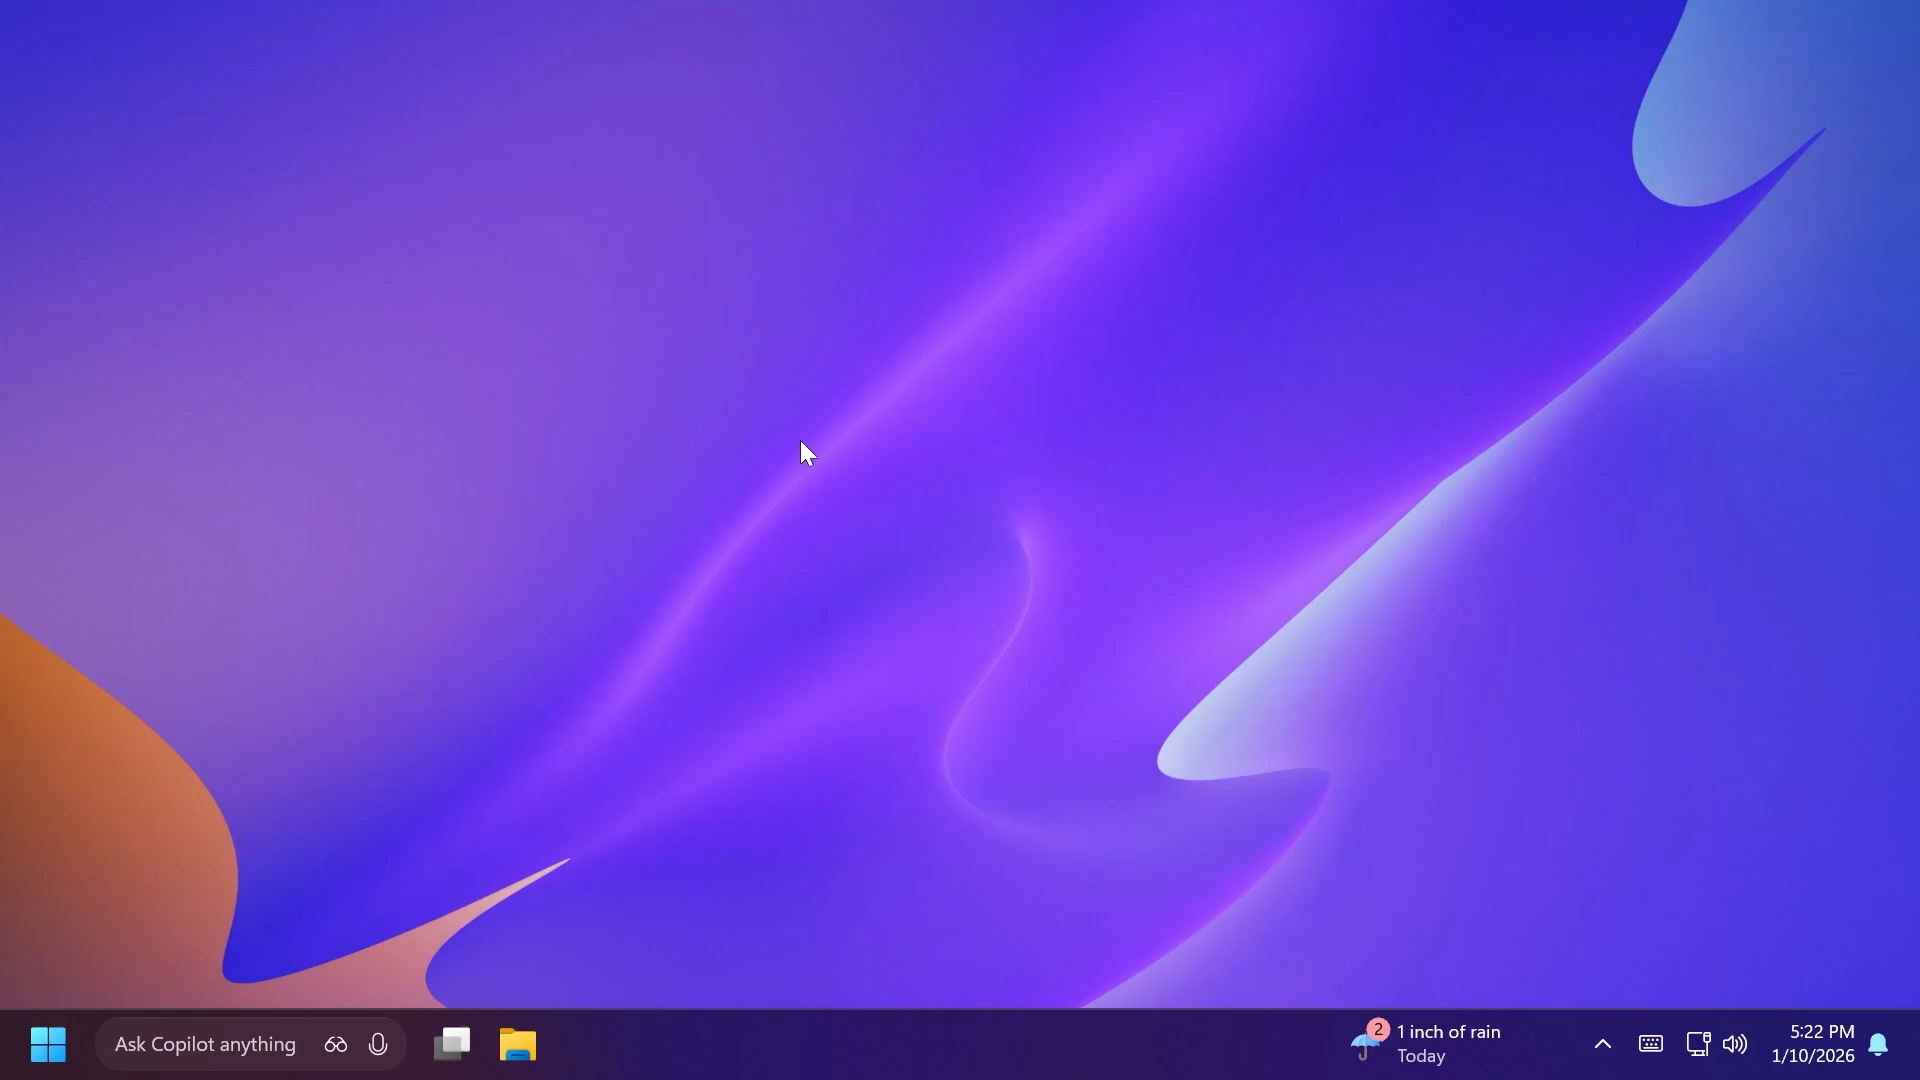 Ask Copilot anything
2
1 inch of rain
Today
5:22 PM
1/10/2026